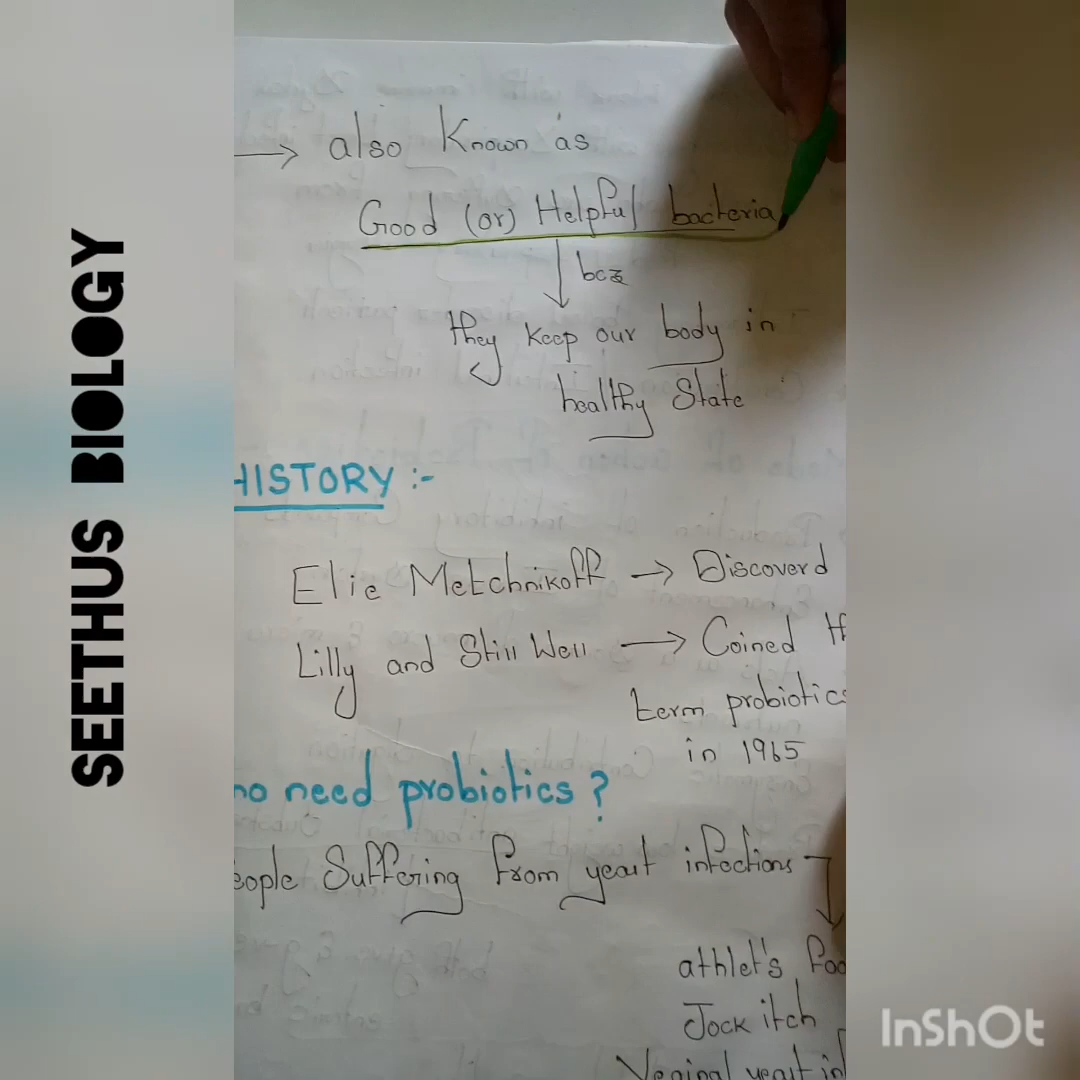 SEETHUS BIOLOGY
→ also Known as
Good (or) Helpful bacteria
bcz
they keep our body in
healthy State
HISTORY :-
Elie Metchnikoff → Discoverd
Lilly and Still Well → Coined
term probiotics
in 1965
need probiotics ?
Suffering from yeast infections
athlet's
Jock itch
yeast
InShOt